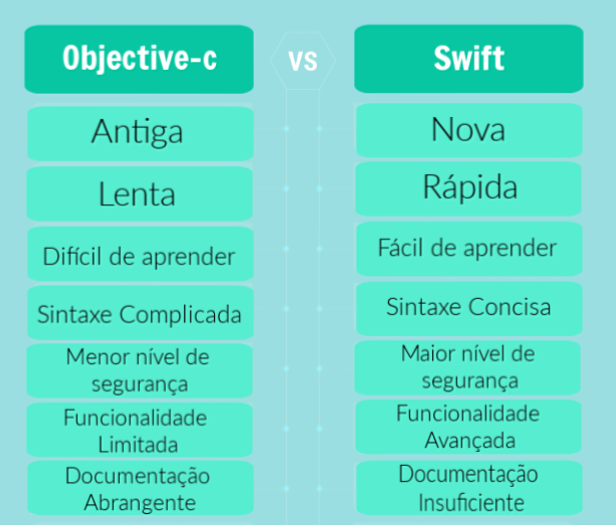 Objective-c
vs
Swift
Antiga
Nova
Lenta
Rápida
Difícil de aprender
Fácil de aprender
Sintaxe Complicada
Sintaxe Concisa
Menor nível de
segurança
Maior nível de
segurança
Funcionalidade
Limitada
Funcionalidade
Avançada
Documentação
Abrangente
Documentação
Insuficiente